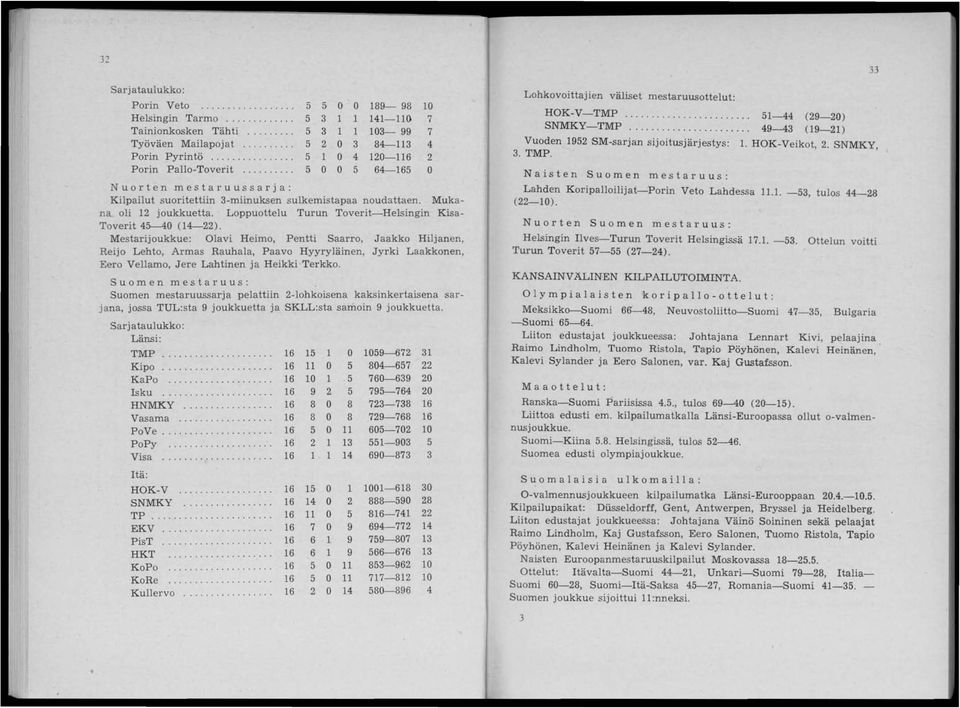 32
Sarjataulukko:
Porin Veto .................. 5 5 0 0 189— 98 10
Helsingin Tarmo ............. 5 3 1 1 141—110 7
Tainionkosken Tähti ......... 5 3 1 1 103— 99 7
Työväen Mailapojat .......... 5 2 0 3 84—113 4
Porin Pyrintö ................ 5 1 0 4 120—116 2
Porin Pallo-Toverit .......... 5 0 0 5 64—165 0
Nuorten mestaruussarja:
Kilpailut suoritettiin 3-miinuksen sulkemistapaa noudattaen. Muka-
na oli 12 joukkuetta. Loppuottelu Turun Toverit—Helsingin Kisa-
Toverit 45—40 (14—22).
Mestarijoukkue: Olavi Heimo, Pentti Saarro, Jaakko Hiljanen,
Reijo Lehto, Armas Rauhala, Paavo Hyyryläinen, Jyrki Laakkonen,
Eero Vellamo, Jere Lahtinen ja Heikki Terkko.
Suomen mestaruus:
Suomen mestaruussarja pelattiin 2-lohkoisena kaksinkertaisena sar-
jana, jossa TUL:sta 9 joukkuetta ja SKLL:sta samoin 9 joukkuetta.
Sarjataulukko:
Länsi:
TMP ..................... 16 15 1 0 1059—672 31
Kipo ..................... 16 11 0 5 804—657 22
KaPo .................... 16 10 1 5 760—639 20
Isku ..................... 16 9 2 5 795—764 20
HNMKY ................. 16 8 0 8 723—738 16
Vasama .................. 16 8 0 8 729—768 16
PoVe ..................... 16 5 0 11 605—702 10
PoPy .................... 16 2 1 13 551—903 5
Visa ..................... 16 1 1 14 690—873 3
Itä:
HOK-V .................. 16 15 0 1 1001—618 30
SNMKY ................. 16 14 0 2 888—590 28
TP ....................... 16 11 0 5 816—741 22
EKV ..................... 16 7 0 9 694—772 14
PisT ..................... 16 6 1 9 759—807 13
HKT .................... 16 6 1 9 566—676 13
KoPo .................... 16 5 0 11 853—962 10
KoRe .................... 16 5 0 11 717—812 10
Kullervo ................. 16 2 0 14 580—896 4
33
Lohkovoittajien väliset mestaruusottelut:
HOK-V—TMP ........................ 51—44 (29—20)
SNMKY—TMP ....................... 49—43 (19—21)
Vuoden 1952 SM-sarjan sijoitusjärjestys: 1. HOK-Veikot, 2. SNMKY,
3. TMP.
Naisten Suomen mestaruus:
Lahden Koripalloilijat—Porin Veto Lahdessa 11.1. —53, tulos 44—28
(22—10).
Nuorten Suomen mestaruus:
Helsingin Ilves—Turun Toverit Helsingissä 17.1. —53. Ottelun voitti
Turun Toverit 57—55 (27—24).
KANSAINVÄLINEN KILPAILUTOIMINTA.
Olympialaisten koripallo-ottelut:
Meksikko—Suomi 66—48, Neuvostoliitto—Suomi 47—35, Bulgaria
—Suomi 65—64.
Liiton edustajat joukkueessa: Johtajana Lennart Kivi, pelaajina
Raimo Lindholm, Tuomo Ristola, Tapio Pöyhönen, Kalevi Heinänen,
Kalevi Sylander ja Eero Salonen, var. Kaj Gustafsson.
Maaottelut:
Ranska—Suomi Pariisissa 4.5., tulos 69—40 (20—15).
Liittoa edusti em. kilpailumatkalla Länsi-Euroopassa ollut o-valmen-
nusjoukkue.
Suomi—Kiina 5.8. Helsingissä, tulos 52—46.
Suomea edusti olympiajoukkue.
Suomalaisia ulkomailla:
O-valmennusjoukkueen kilpailumatka Länsi-Eurooppaan 20.4.—10.5.
Kilpailupaikat: Düsseldorff, Gent, Antwerpen, Bryssel ja Heidelberg.
Liiton edustajat joukkueessa: Johtajana Väinö Soininen sekä pelaajat
Raimo Lindholm, Kaj Gustafsson, Eero Salonen, Tuomo Ristola, Tapio
Pöyhönen, Kalevi Heinänen ja Kalevi Sylander.
Naisten Euroopanmestaruuskilpailut Moskovassa 18—25.5.
Ottelut: Itävalta—Suomi 44—21, Unkari—Suomi 79—28, Italia—
Suomi 60—28, Suomi—Itä-Saksa 45—27, Romania—Suomi 41—35. —
Suomen joukkue sijoittui 11:nneksi.
3